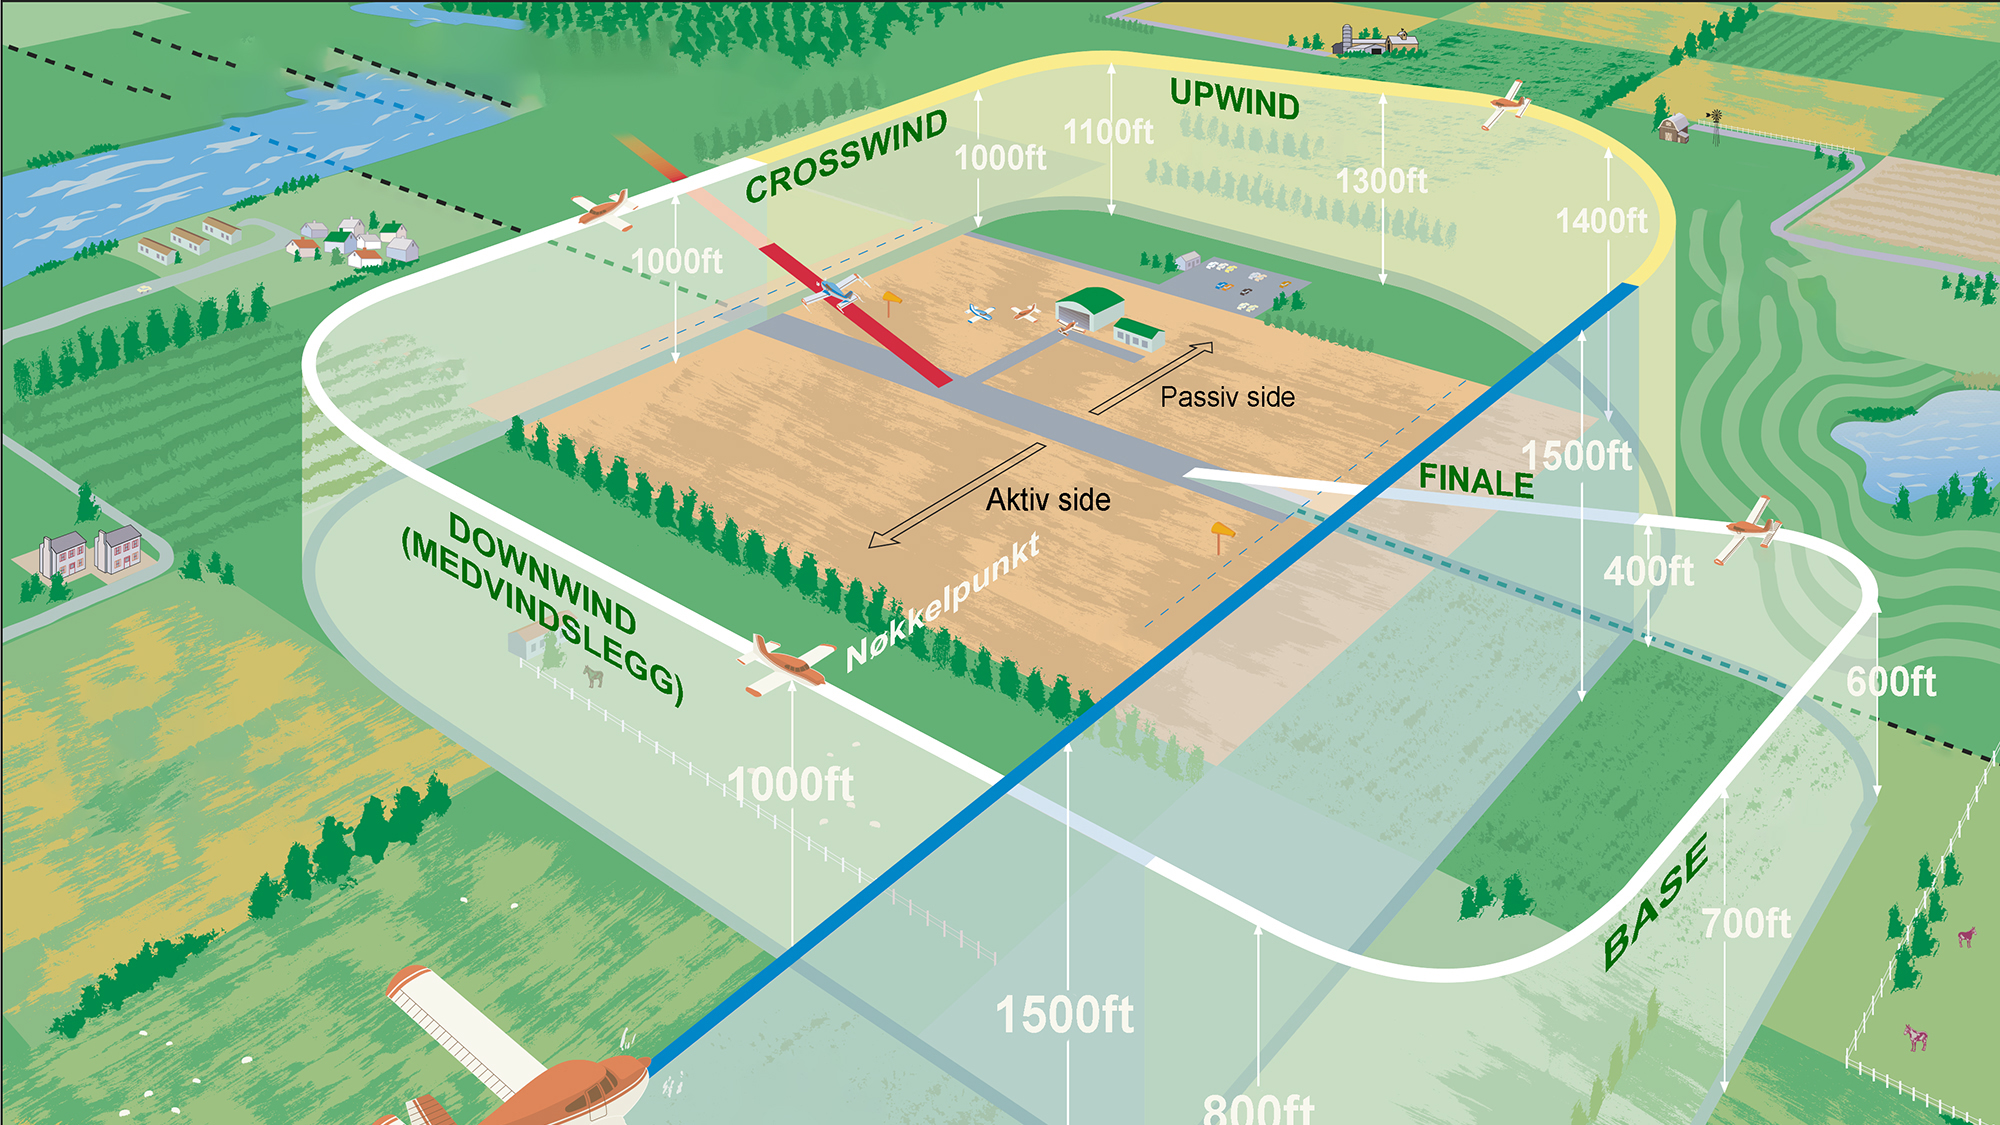 UPWIND
CROSSWIND
1100ft
1000ft
1300ft
1400ft
1000ft
Passiv side
1500ft
FINALE
Aktiv side
DOWNWIND
(MEDVINDSLEGG)
Nøkkelpunkt
400ft
600ft
1000ft
BASE
700ft
1500ft
800ft